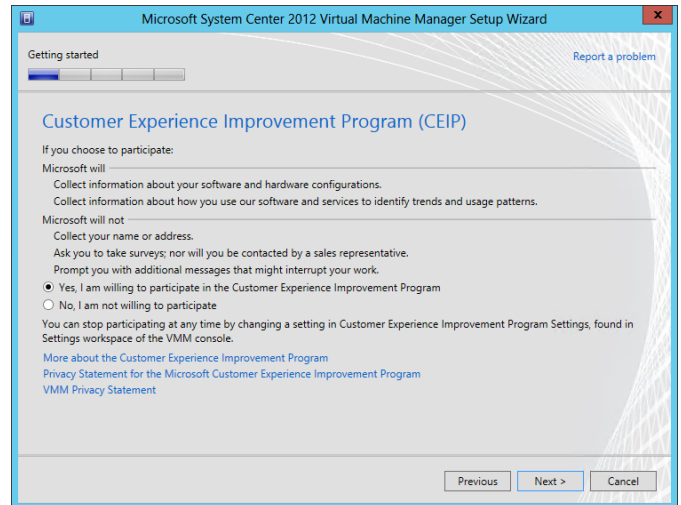 Microsoft System Center 2012 Virtual Machine Manager Setup Wizard
x
Getting started
Report a problem
Customer Experience Improvement Program (CEIP)
If you choose to participate:
Microsoft will
Collect information about your software and hardware configurations.
Collect information about how you use our software and services to identify trends and usage patterns.
Microsoft will not
Collect your name or address.
Ask you to take surveys; nor will you be contacted by a sales representative.
Prompt you with additional messages that might interrupt your work.
Yes, I am willing to participate in the Customer Experience Improvement Program
No, I am not willing to participate
You can stop participating at any time by changing a setting in Customer Experience Improvement Program Settings, found in
Settings workspace of the VMM console.
More about the Customer Experience Improvement Program
Privacy Statement for the Microsoft Customer Experience Improvement Program
VMM Privacy Statement
Previous
Next >
Cancel